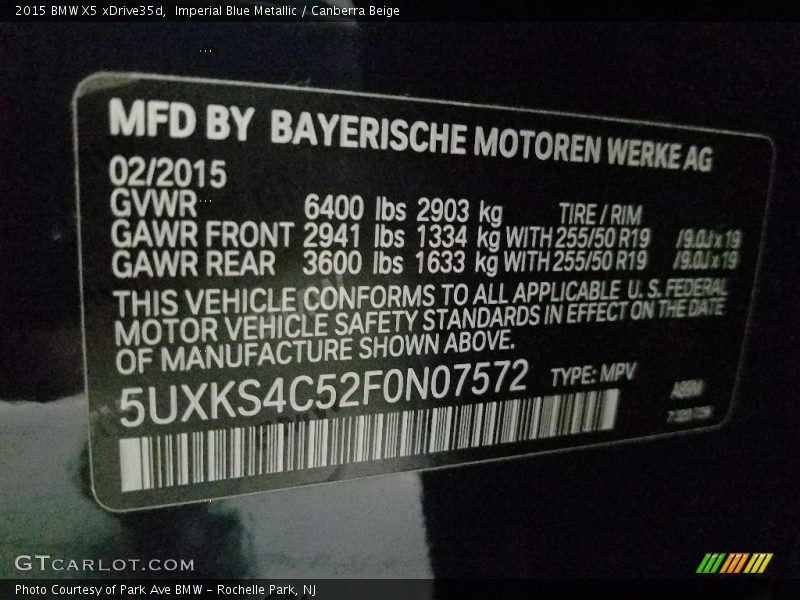 2015 BMW X5 xDrive35d,  Imperial Blue Metallic / Canberra Beige
MFD BY BAYERISCHE MOTOREN WERKE AG
02/2015
GVWR 6400 lbs 2903 kg TIRE / RIM
GAWR FRONT 2941 lbs 1334 kg WITH 255/50 R19 /9.0J x 19
GAWR REAR 3600 lbs 1633 kg WITH 255/50 R19 /9.0J x 19
THIS VEHICLE CONFORMS TO ALL APPLICABLE U. S. FEDERAL
MOTOR VEHICLE SAFETY STANDARDS IN EFFECT ON THE DATE
OF MANUFACTURE SHOWN ABOVE.
5UXKS4C52F0N07572 TYPE: MPV
GTCARLOT.COM
Photo Courtesy of Park Ave BMW - Rochelle Park, NJ